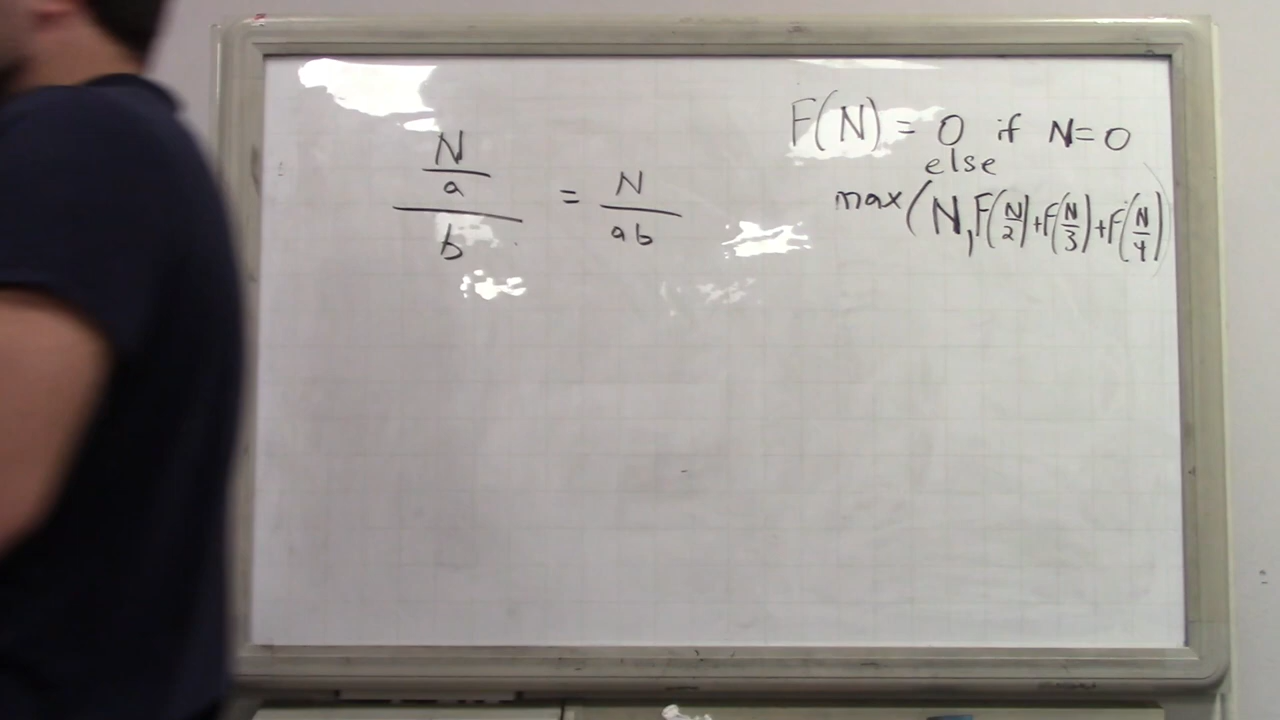 N
a
b
= N
ab
F(N) = 0 if N=0
else
max(N, F(N/2)+F(N/3)+F(N/4))